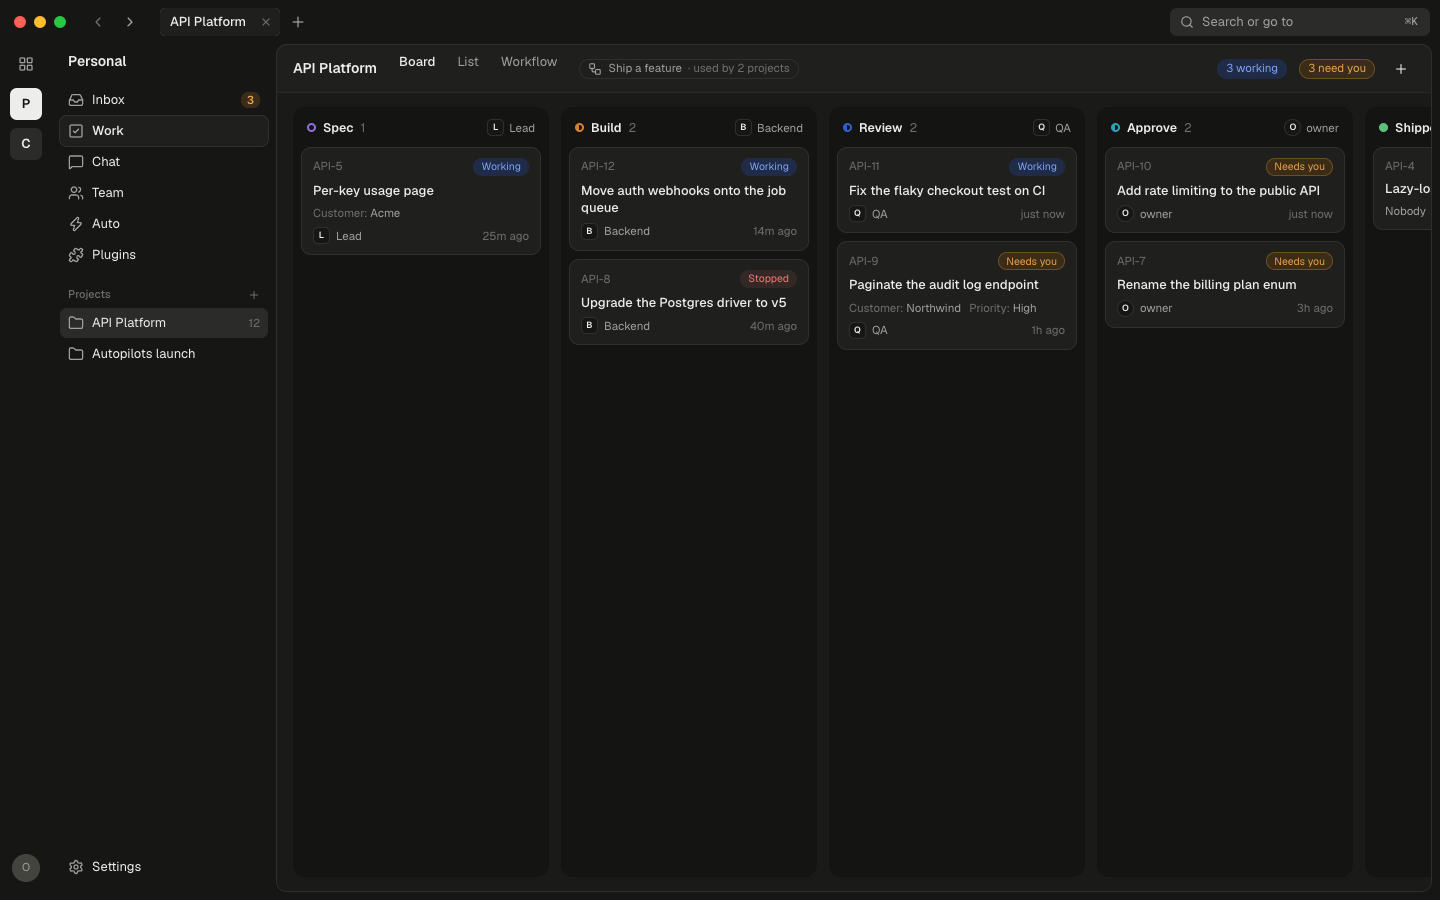 API Platform
Search or go to
⌘K
Personal
P
C
Inbox
3
Work
Chat
Team
Auto
Plugins
Projects
API Platform
12
Autopilots launch
O
Settings
API Platform
Board
List
Workflow
Ship a feature · used by 2 projects
3 working
3 need you
Spec 1
L Lead
API-5
Working
Per-key usage page
Customer: Acme
L Lead
25m ago
Build 2
B Backend
API-12
Working
Move auth webhooks onto the job
queue
B Backend
14m ago
API-8
Stopped
Upgrade the Postgres driver to v5
B Backend
40m ago
Review 2
Q QA
API-11
Working
Fix the flaky checkout test on CI
Q QA
just now
API-9
Needs you
Paginate the audit log endpoint
Customer: Northwind Priority: High
Q QA
1h ago
Approve 2
O owner
API-10
Needs you
Add rate limiting to the public API
O owner
just now
API-7
Needs you
Rename the billing plan enum
O owner
3h ago
API-4
Nobody